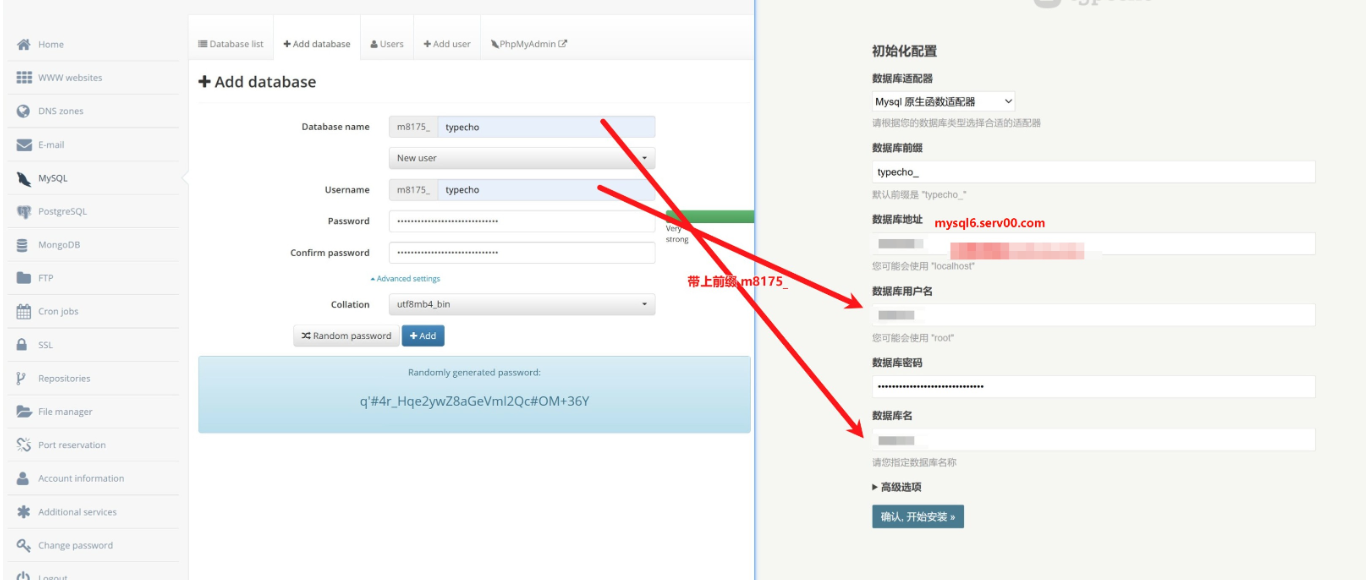 Home
WWW websites
DNS zones
E-mail
MySQL
PostgreSQL
MongoDB
FTP
Cron jobs
SSL
Repositories
File manager
Port reservation
Account information
Additional services
Change password
Logout
Database list
Add database
Users
Add user
PhpMyAdmin
Add database
Database name m8175_ typecho
New user
Username m8175_ typecho
Password
Very
strong
Confirm password
Advanced settings
Collation utf8mb4_bin
Random password Add
Randomly generated password:
q'#4r_Hqe2ywZ8aGeVml2Qc#OM+36Y
带上前缀 m8175_
初始化配置
数据库适配器
Mysql 原生函数适配器
请根据您的数据库类型选择合适的适配器
数据库前缀
typecho_
默认前缀是 "typecho_"
数据库地址 mysql6.serv00.com
您可能会使用 "localhost"
数据库用户名
您可能会使用 "root"
数据库密码
数据库名
请您指定数据库名称
高级选项
确认, 开始安装 »